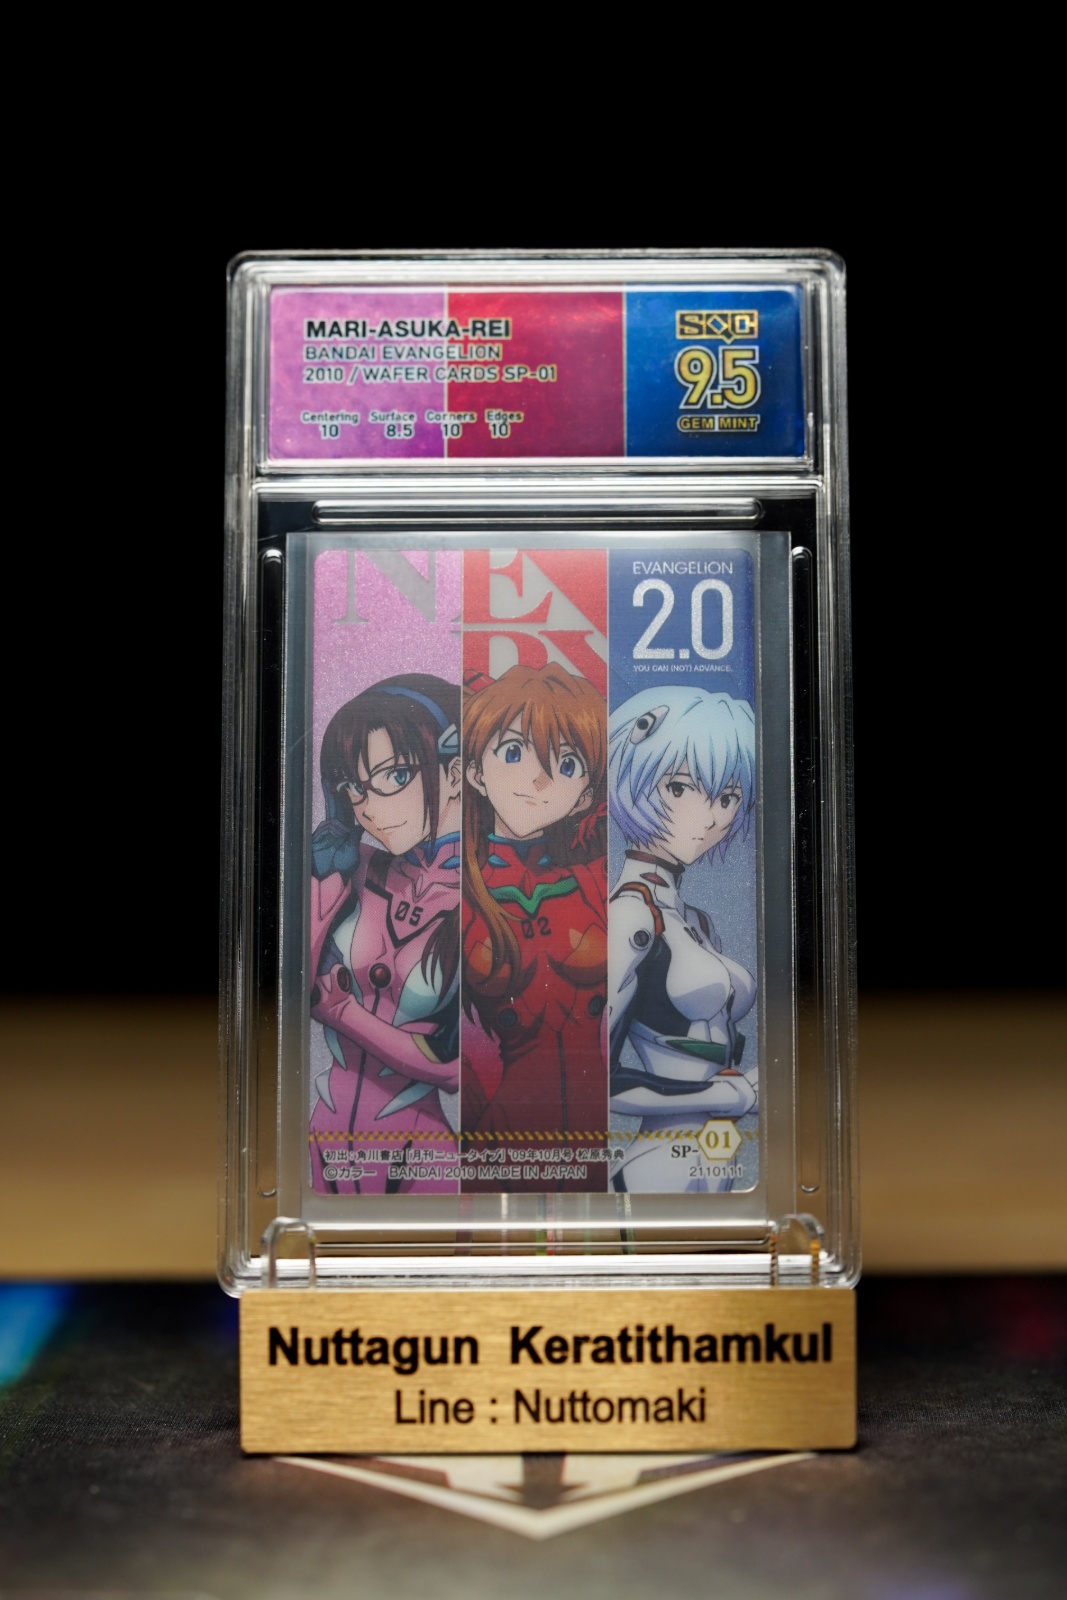 MARI-ASUKA-REI
BANDAI EVANGELION
2010 / WAFER CARDS SP-01
Centering Surface Corners Edges
10 8.5 10 10
SQC
9.5
GEM MINT
NERV
EVANGELION
2.0
YOU CAN (NOT) ADVANCE.
05
02
初出:角川書店「月刊ニュータイプ」'09年10月号 松原秀典
©カラー BANDAI 2010 MADE IN JAPAN
SP-01
2110111
Nuttagun Keratithamkul
Line : Nuttomaki